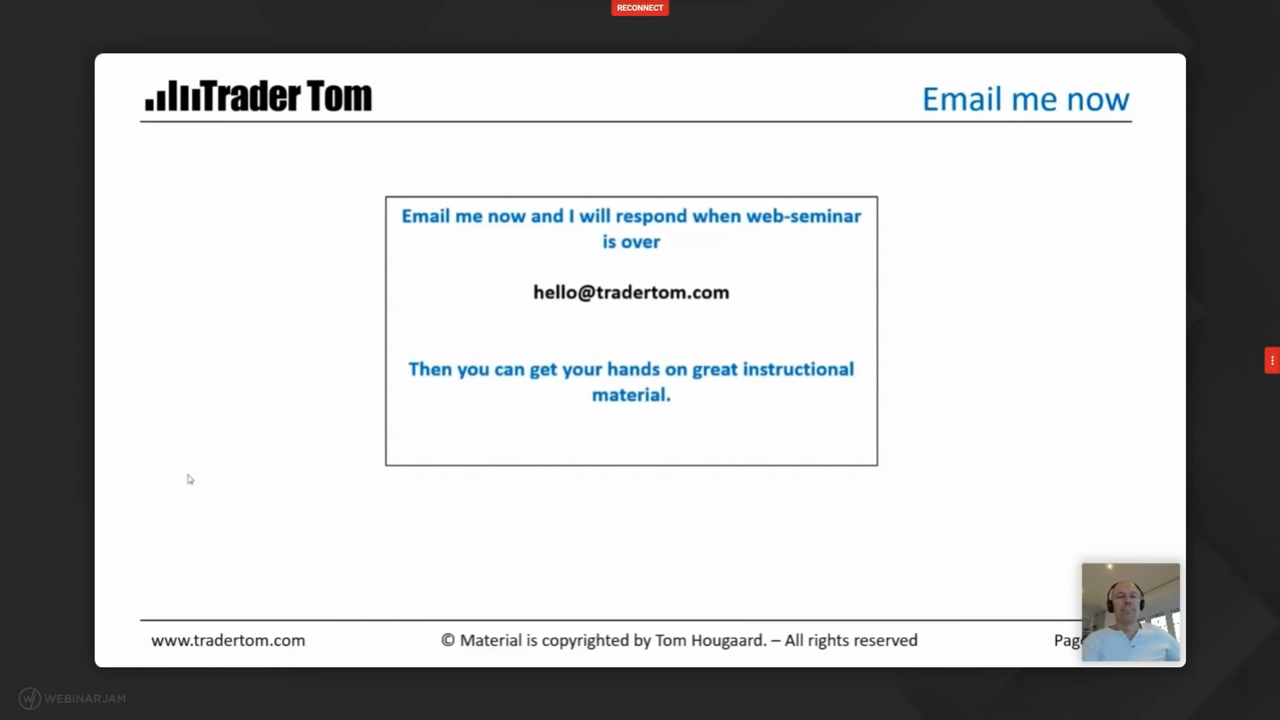 RECONNECT
Trader Tom
Email me now
Email me now and I will respond when web-seminar
is over
hello@tradertom.com
Then you can get your hands on great instructional
material.
www.tradertom.com
© Material is copyrighted by Tom Hougaard. – All rights reserved
WEBINARJAM